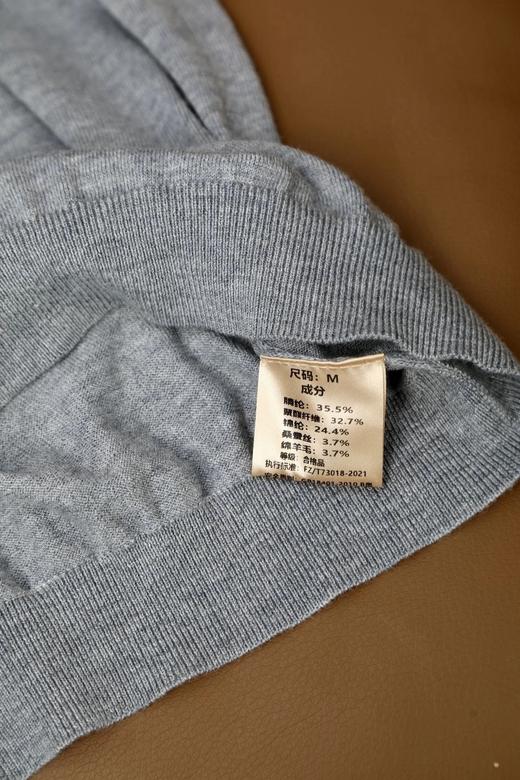 尺码：M
成分
腈纶：35.5%
聚酯纤维：32.7%
锦纶：24.4%
桑蚕丝：3.7%
绵羊毛：3.7%
等级：合格品
执行标准：FZ/T73018-2021